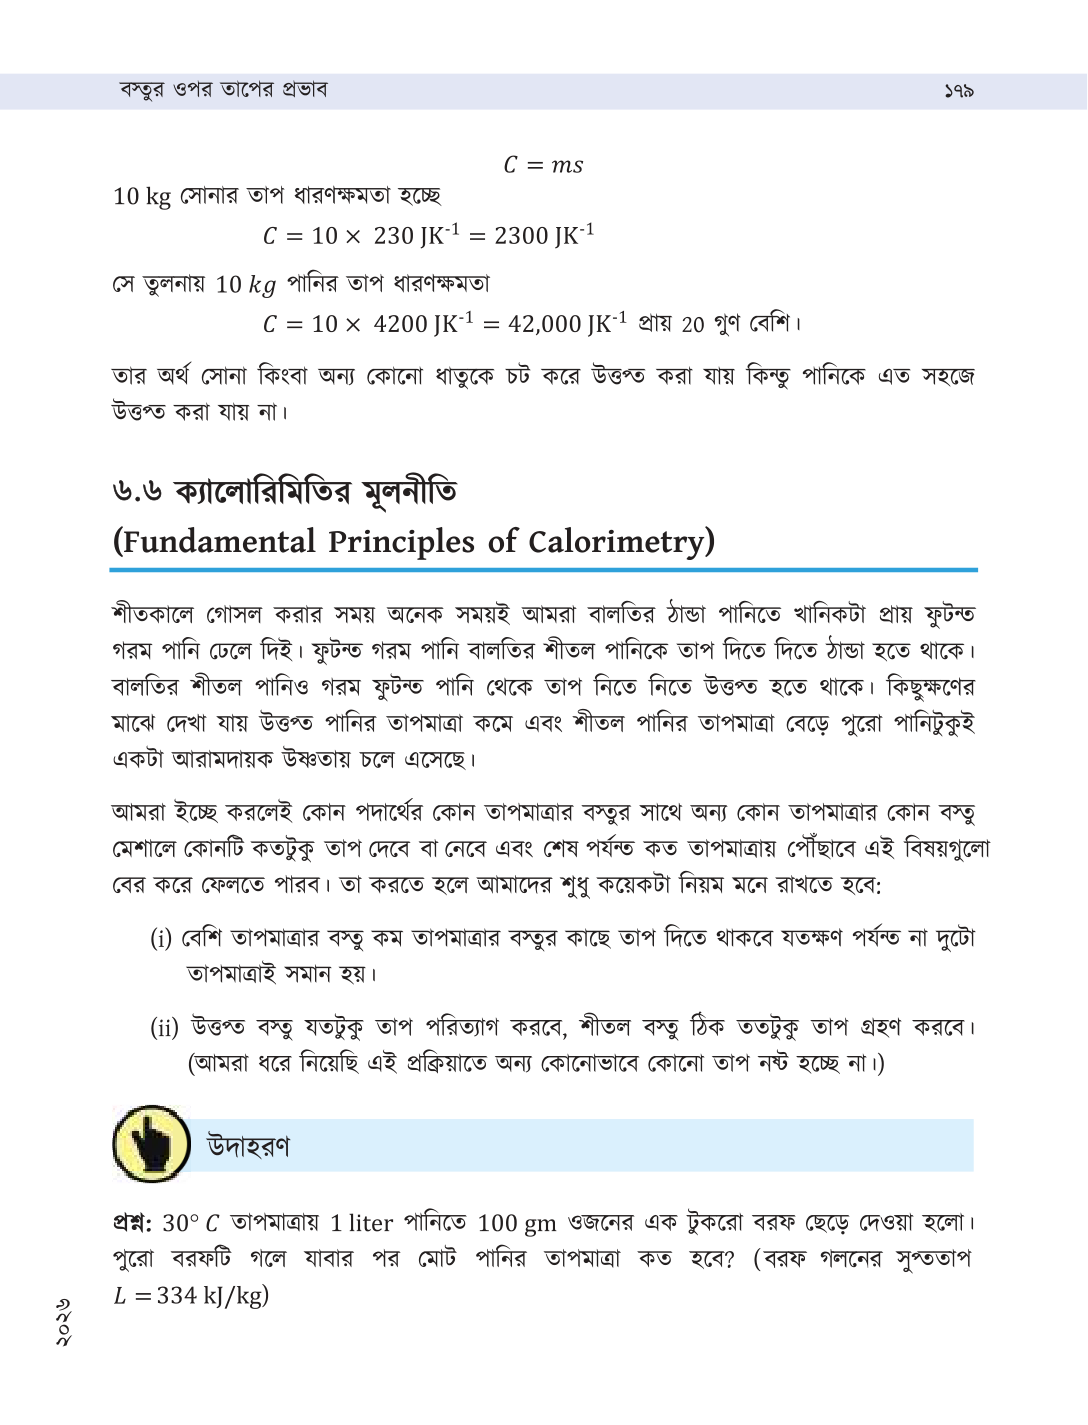 বস্তুর ওপর তাপের প্রভাব ১৭৯
C = ms
10 kg সোনার তাপ ধারণক্ষমতা হচ্ছে
C = 10 × 230 JK⁻¹ = 2300 JK⁻¹
সে তুলনায় 10 kg পানির তাপ ধারণক্ষমতা
C = 10 × 4200 JK⁻¹ = 42,000 JK⁻¹ প্রায় 20 গুণ বেশি।
তার অর্থ সোনা কিংবা অন্য কোনো ধাতুকে চট করে উত্তপ্ত করা যায় কিন্তু পানিকে এত সহজে
উত্তপ্ত করা যায় না।
৬.৬ ক্যালোরিমিতির মূলনীতি
(Fundamental Principles of Calorimetry)
শীতকালে গোসল করার সময় অনেক সময়ই আমরা বালতির ঠান্ডা পানিতে খানিকটা প্রায় ফুটন্ত
গরম পানি ঢেলে দিই। ফুটন্ত গরম পানি বালতির শীতল পানিকে তাপ দিতে দিতে ঠান্ডা হতে থাকে।
বালতির শীতল পানিও গরম ফুটন্ত পানি থেকে তাপ নিতে নিতে উত্তপ্ত হতে থাকে। কিছুক্ষণের
মাঝে দেখা যায় উত্তপ্ত পানির তাপমাত্রা কমে এবং শীতল পানির তাপমাত্রা বেড়ে পুরো পানিটুকুই
একটা আরামদায়ক উষ্ণতায় চলে এসেছে।
আমরা ইচ্ছে করলেই কোন পদার্থের কোন তাপমাত্রার বস্তুর সাথে অন্য কোন তাপমাত্রার কোন বস্তু
মেশালে কোনটি কতটুকু তাপ দেবে বা নেবে এবং শেষ পর্যন্ত কত তাপমাত্রায় পৌঁছাবে এই বিষয়গুলো
বের করে ফেলতে পারব। তা করতে হলে আমাদের শুধু কয়েকটা নিয়ম মনে রাখতে হবে:
(i) বেশি তাপমাত্রার বস্তু কম তাপমাত্রার বস্তুর কাছে তাপ দিতে থাকবে যতক্ষণ পর্যন্ত না দুটো
তাপমাত্রাই সমান হয়।
(ii) উত্তপ্ত বস্তু যতটুকু তাপ পরিত্যাগ করবে, শীতল বস্তু ঠিক ততটুকু তাপ গ্রহণ করবে।
(আমরা ধরে নিয়েছি এই প্রক্রিয়াতে অন্য কোনোভাবে কোনো তাপ নষ্ট হচ্ছে না।)
উদাহরণ
প্রশ্ন: 30° C তাপমাত্রায় 1 liter পানিতে 100 gm ওজনের এক টুকরো বরফ ছেড়ে দেওয়া হলো।
পুরো বরফটি গলে যাবার পর মোট পানির তাপমাত্রা কত হবে? (বরফ গলনের সুপ্ততাপ
L = 334 kJ/kg)
২০২৬